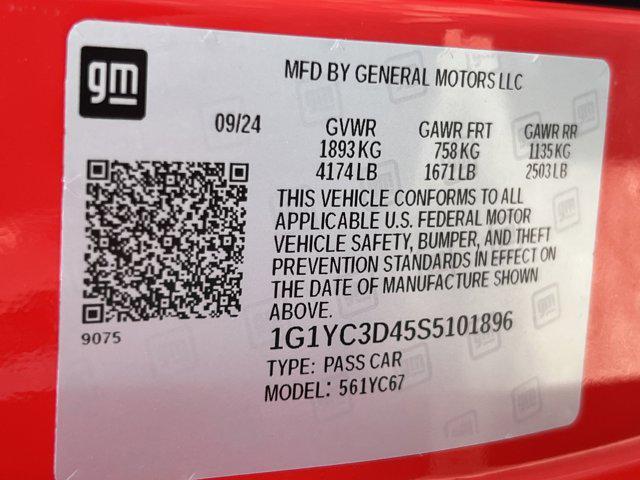 gm
MFD BY GENERAL MOTORS LLC
09/24 GVWR GAWR FRT GAWR RR
1893 KG 758 KG 1135 KG
4174 LB 1671 LB 2503 LB
THIS VEHICLE CONFORMS TO ALL
APPLICABLE U.S. FEDERAL MOTOR
VEHICLE SAFETY, BUMPER, AND THEFT
PREVENTION STANDARDS IN EFFECT ON
THE DATE OF MANUFACTURE SHOWN
ABOVE.
9075
1G1YC3D45S5101896
TYPE: PASS CAR
MODEL: 561YC67